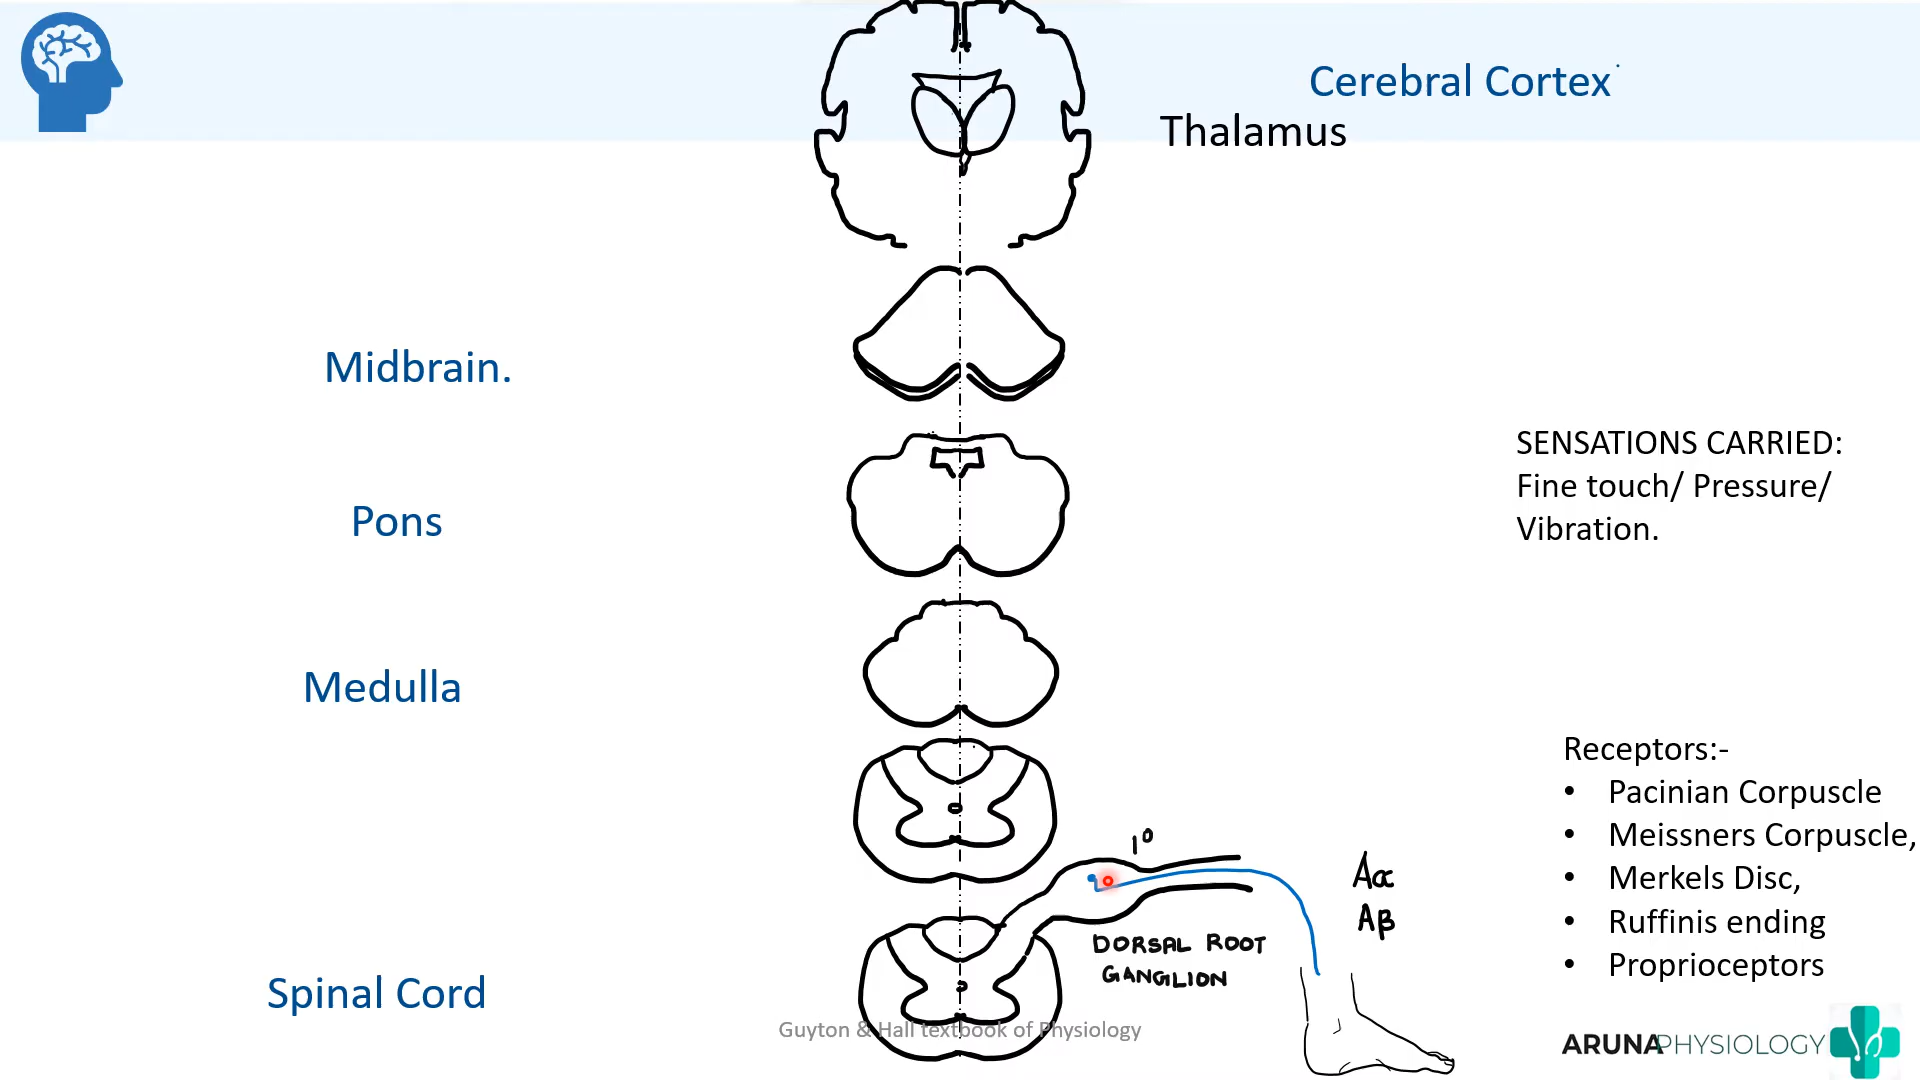 Cerebral Cortex
Thalamus
Midbrain.
SENSATIONS CARRIED:
Fine touch/ Pressure/
Vibration.
Pons
Medulla
Receptors:-
• Pacinian Corpuscle
• Meissners Corpuscle,
• Merkels Disc,
• Ruffinis ending
• Proprioceptors
1⁰
Aα
Aβ
DORSAL ROOT
GANGLION
Spinal Cord
Guyton & Hall textbook of Physiology
ARUNAPHYSIOLOGY